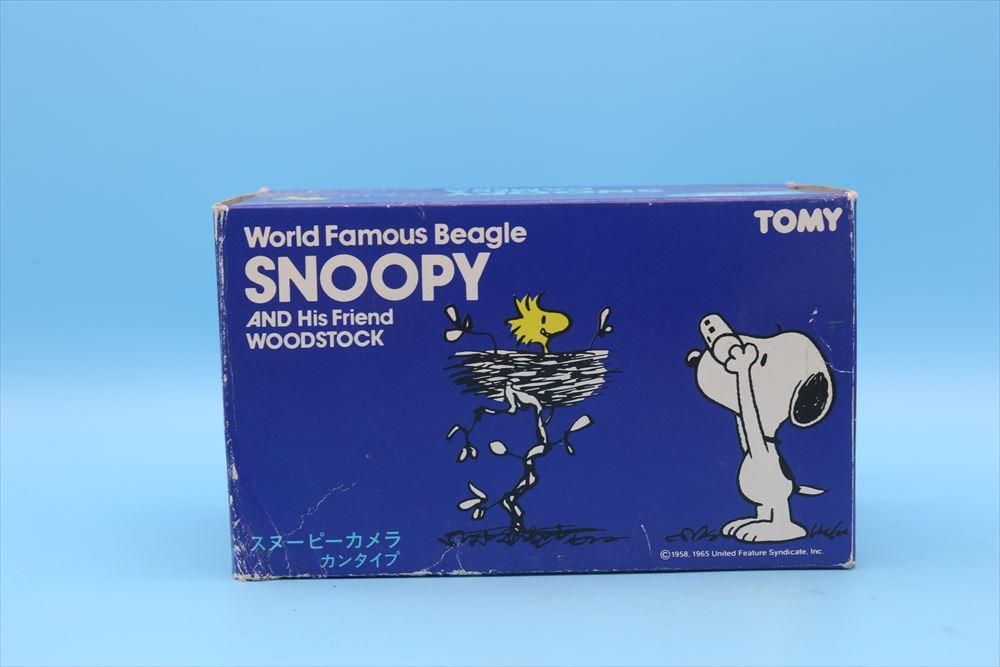 World Famous Beagle
SNOOPY
AND His Friend
WOODSTOCK
TOMY
スヌーピーカメラ
カンタイプ
©1958, 1965 United Feature Syndicate, Inc.